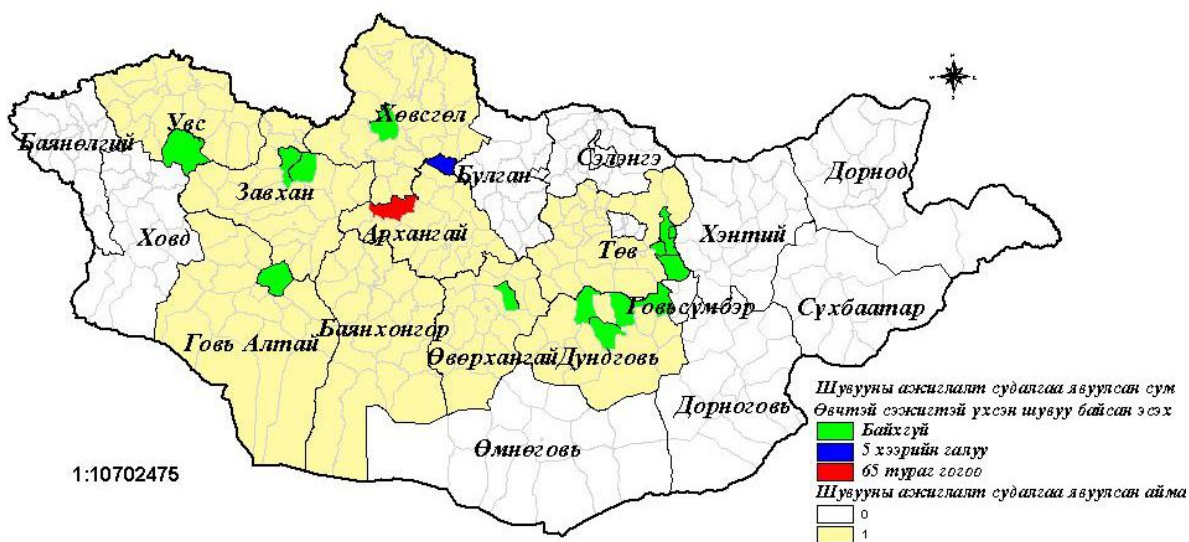 Хөвсгөл
Увс
Баянөлгий
Сэлэнгэ
Дорнод
Булган
Завхан
Архангай
Ховд
Төв
Хэнтий
Говьсүмбэр
Сүхбаатар
Говь Алтай
Баянхонгор
Өвөрхангай
Дундговь
Дорноговь
Өмнөговь
1:10702475
Шувууны ажиглалт судалгаа явуулсан сум
Өвчтэй сэжигтэй үхсэн шувуу байсан эсэх
Байхгүй
5 хээрийн галуу
65 тураг гогоо
Шувууны ажиглалт судалгаа явуулсан айма
0
1